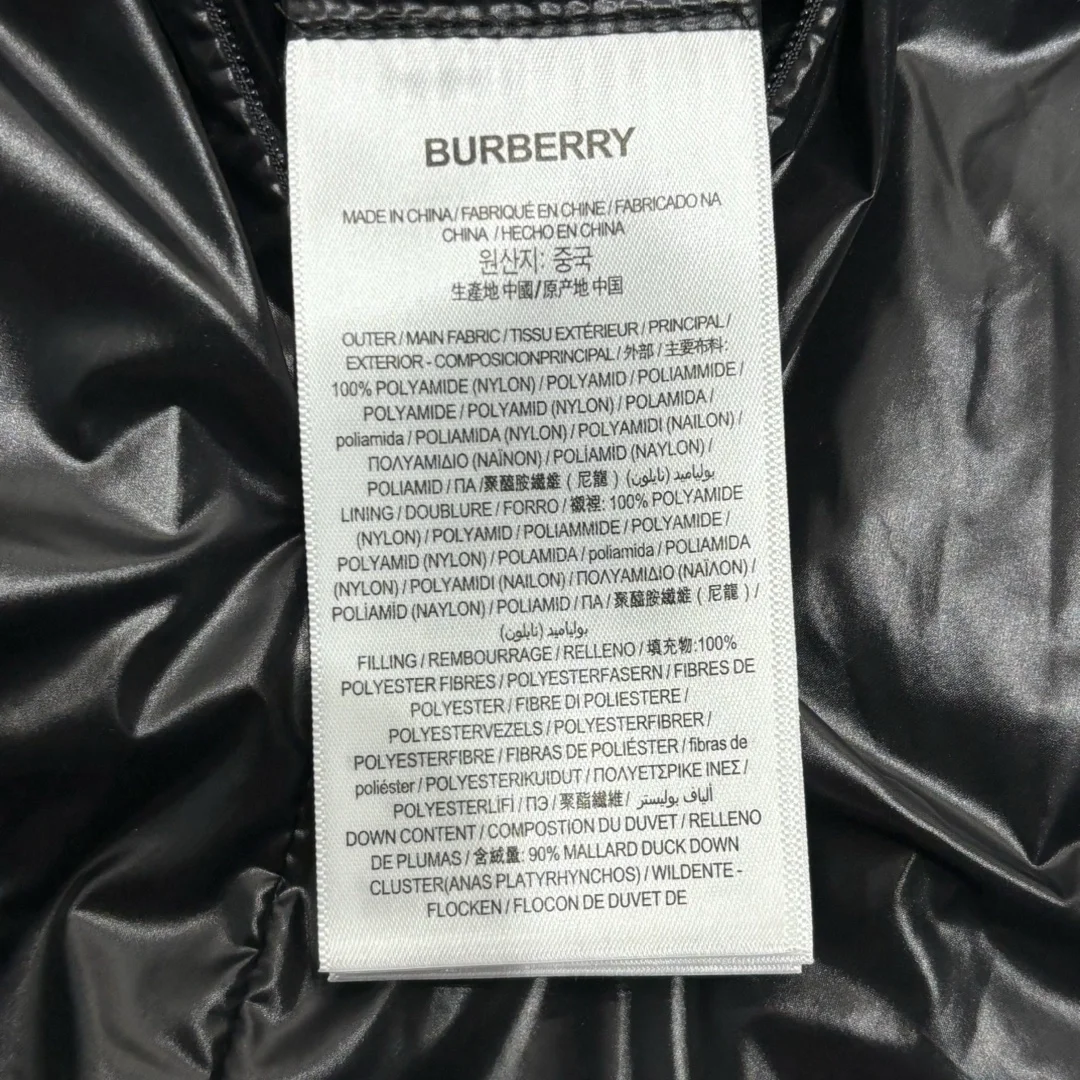 BURBERRY
MADE IN CHINA / FABRIQUÉ EN CHINE / FABRICADO NA
CHINA / HECHO EN CHINA
원산지: 중국
生產地 中國/原产地 中国
OUTER / MAIN FABRIC / TISSU EXTÉRIEUR / PRINCIPAL /
EXTERIOR - COMPOSICIONPRINCIPAL / 外部 / 主要布料:
100% POLYAMIDE (NYLON) / POLYAMID / POLIAMMIDE /
POLYAMIDE / POLYAMID (NYLON) / POLAMIDA /
poliamida / POLIAMIDA (NYLON) / POLYAMIDI (NAILON) /
ΠΟΛΥΑΜΙΔΙΟ (NAÏNON) / POLİAMİD (NAYLON) /
POLIAMID / ПА /聚醯胺纖維 ( 尼龍 ) بولياميد (نايلون)
LINING / DOUBLURE / FORRO / 襯裡: 100% POLYAMIDE
(NYLON) / POLYAMID / POLIAMMIDE / POLYAMIDE /
POLYAMID (NYLON) / POLAMIDA / poliamida / POLIAMIDA
(NYLON) / POLYAMIDI (NAILON) / ΠΟΛΥΑΜΙΔΙΟ (NAÏΛON) /
POLİAMİD (NAYLON) / POLIAMID / ПА / 聚醯胺纖維 ( 尼龍 ) /
بولياميد (نايلون)
FILLING / REMBOURRAGE / RELLENO / 填充物:100%
POLYESTER FIBRES / POLYESTERFASERN / FIBRES DE
POLYESTER / FIBRE DI POLIESTERE /
POLYESTERVEZELS / POLYESTERFIBRER /
POLYESTERFIBRE / FIBRAS DE POLIÉSTER / fibras de
poliéster / POLYESTERIKUIDUT / ΠΟΛΥΕΤΣΡΙΚΕ ΙΝΕΣ /
POLYESTERLİFİ / ПЭ / 聚酯纖維 / ألياف بوليستر
DOWN CONTENT / COMPOSTION DU DUVET / RELLENO
DE PLUMAS / 含絨量: 90% MALLARD DUCK DOWN
CLUSTER(ANAS PLATYRHYNCHOS) / WILDENTE -
FLOCKEN / FLOCON DE DUVET DE